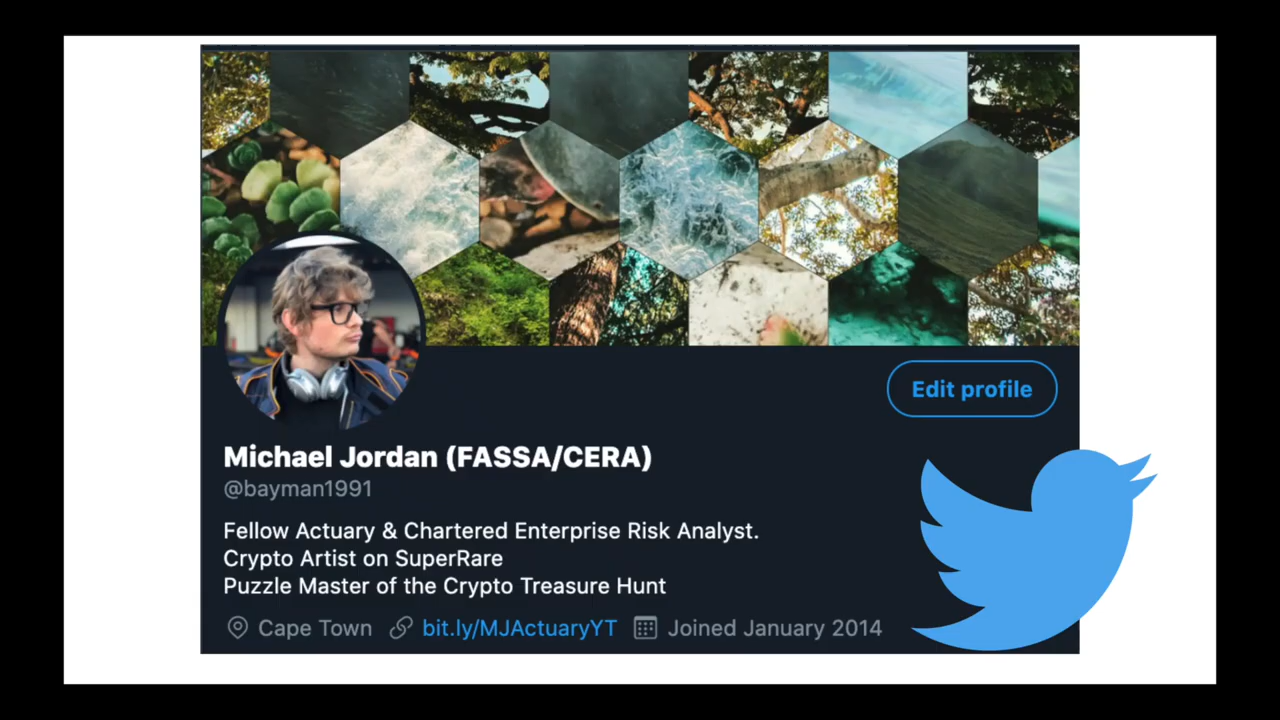 Edit profile
Michael Jordan (FASSA/CERA)
@bayman1991
Fellow Actuary & Chartered Enterprise Risk Analyst.
Crypto Artist on SuperRare
Puzzle Master of the Crypto Treasure Hunt
Cape Town bit.ly/MJActuaryYT Joined January 2014